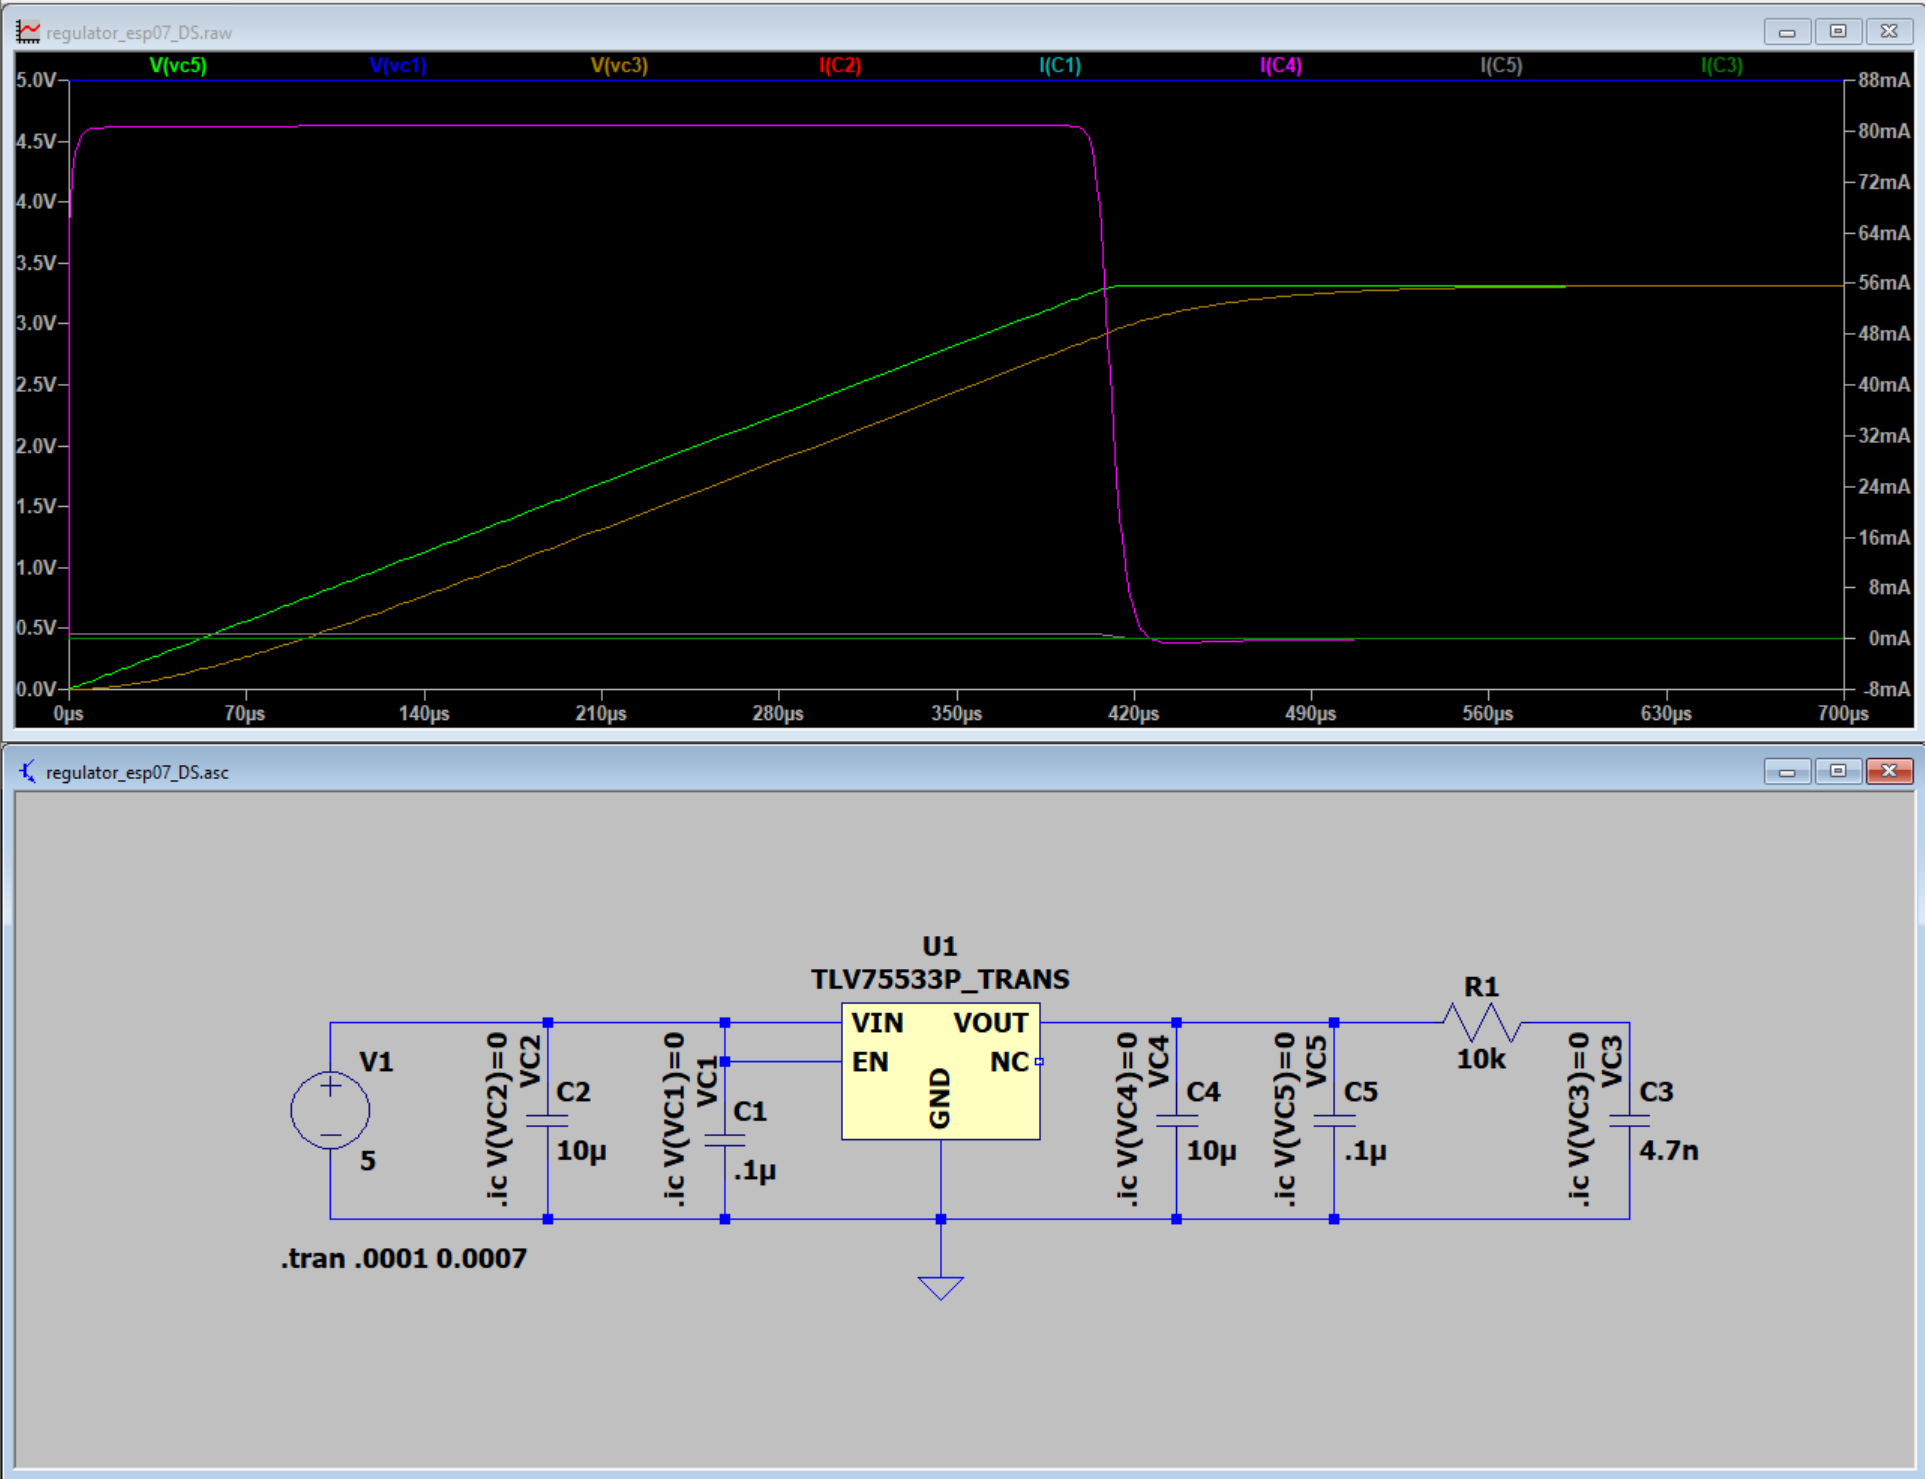 regulator_esp07_DS.raw
V(vc5) V(vc1) V(vc3) I(C2) I(C1) I(C4) I(C5) I(C3)
5.0V 88mA
4.5V 80mA
4.0V 72mA
3.5V 64mA
3.0V 56mA
2.5V 48mA
2.0V 40mA
1.5V 32mA
1.0V 24mA
0.5V 16mA
0.0V 8mA
0mA
-8mA
0µs 70µs 140µs 210µs 280µs 350µs 420µs 490µs 560µs 630µs 700µs
regulator_esp07_DS.asc
U1
TLV75533P_TRANS
VIN VOUT
EN NC
GND
V1
5
.ic V(VC2)=0
VC2
C2
10µ
.ic V(VC1)=0
VC1
C1
.1µ
.ic V(VC4)=0
VC4
C4
10µ
.ic V(VC5)=0
VC5
C5
.1µ
R1
10k
.ic V(VC3)=0
VC3
C3
4.7n
.tran .0001 0.0007